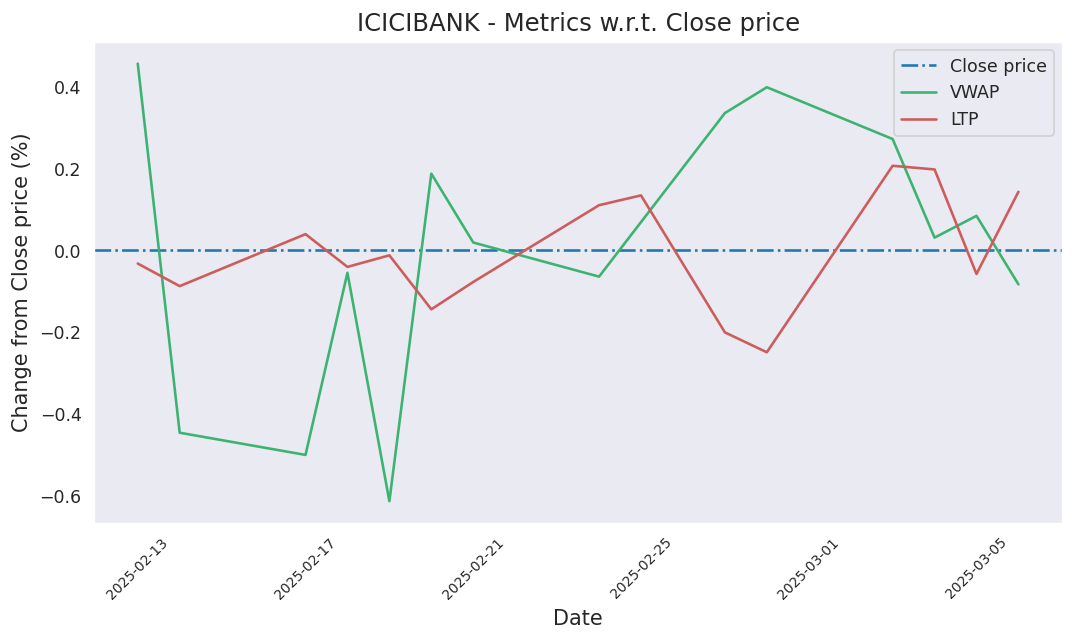 ICICIBANK - Metrics w.r.t. Close price
Close price
VWAP
LTP
Change from Close price (%)
0.4
0.2
0.0
−0.2
−0.4
−0.6
2025-02-13
2025-02-17
2025-02-21
2025-02-25
2025-03-01
2025-03-05
Date